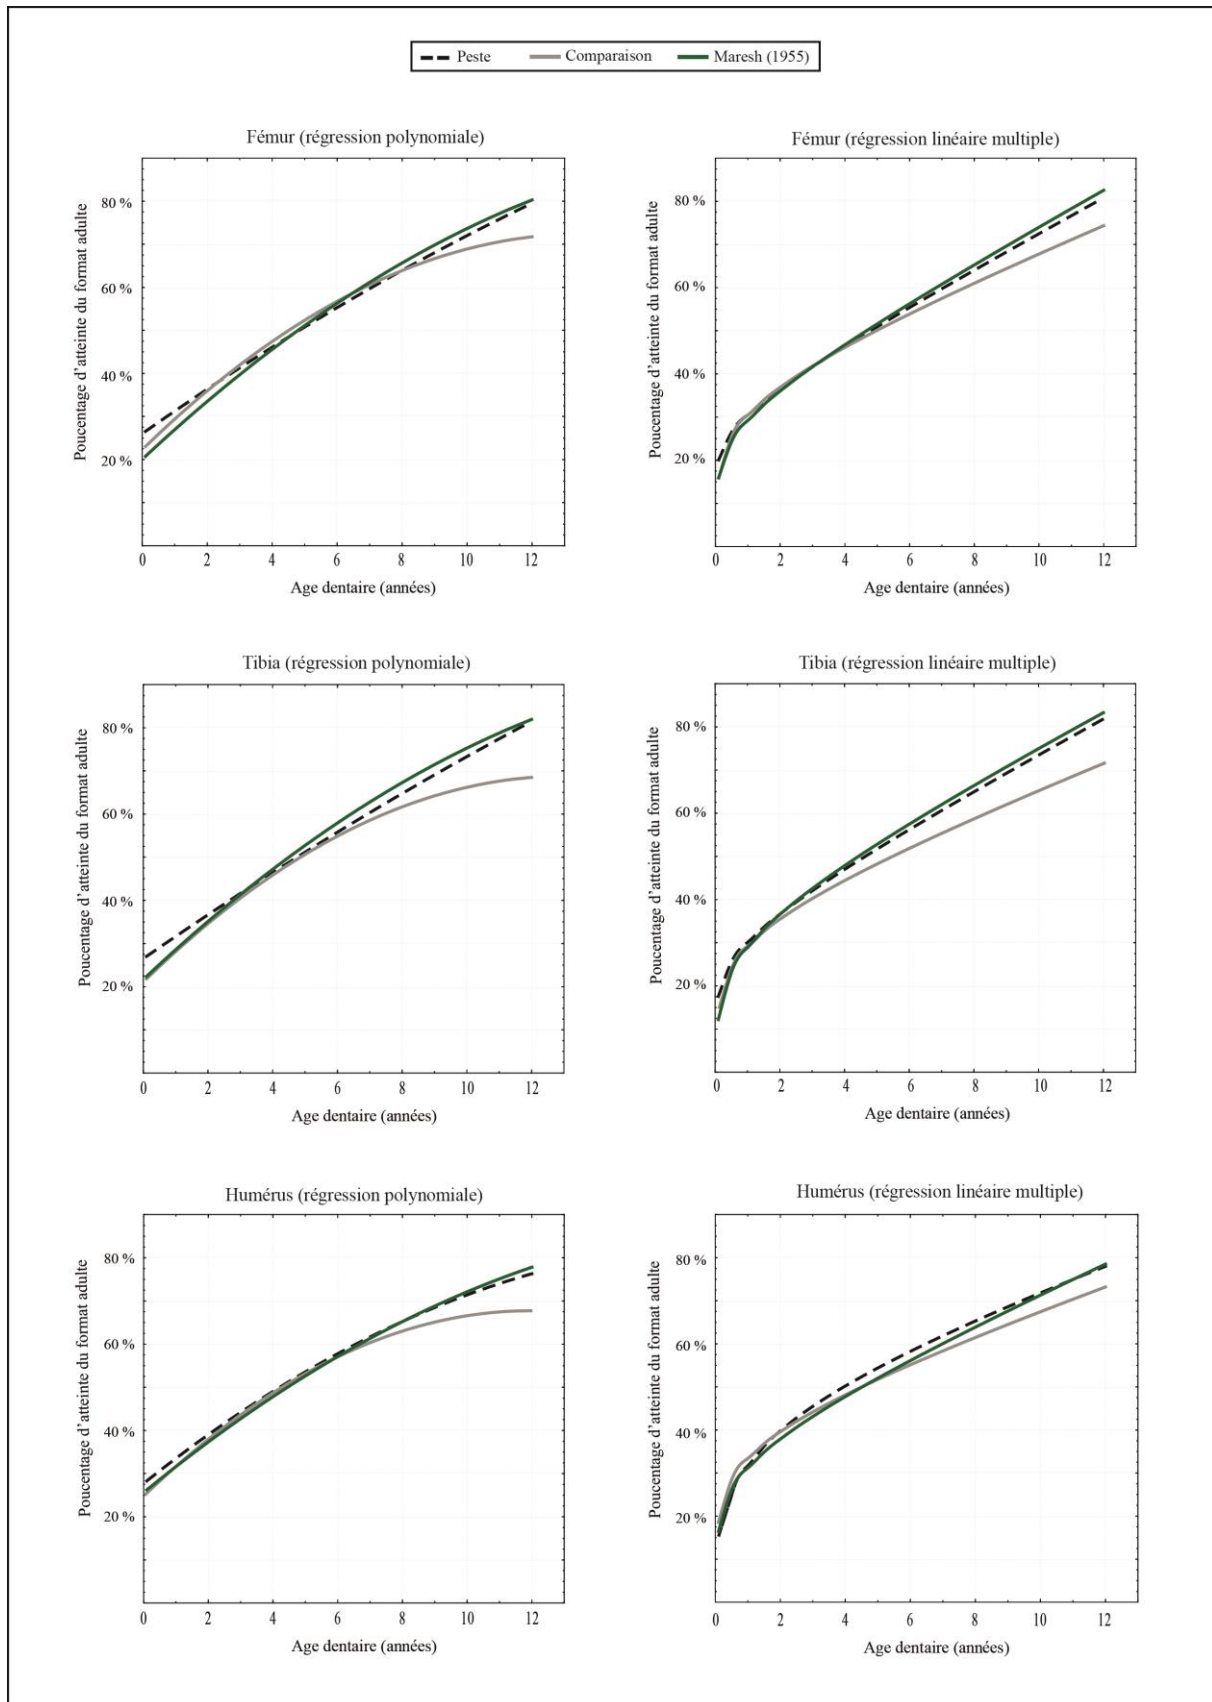 Peste Comparaison Maresh (1955)
Fémur (régression polynomiale)
Poucentage d'atteinte du format adulte
80 %
60 %
40 %
20 %
0 2 4 6 8 10 12
Age dentaire (années)
Fémur (régression linéaire multiple)
Poucentage d'atteinte du format adulte
80 %
60 %
40 %
20 %
0 2 4 6 8 10 12
Age dentaire (années)
Tibia (régression polynomiale)
Poucentage d'atteinte du format adulte
80 %
60 %
40 %
20 %
0 2 4 6 8 10 12
Age dentaire (années)
Tibia (régression linéaire multiple)
Poucentage d'atteinte du format adulte
80 %
60 %
40 %
20 %
0 2 4 6 8 10 12
Age dentaire (années)
Humérus (régression polynomiale)
Poucentage d'atteinte du format adulte
80 %
60 %
40 %
20 %
0 2 4 6 8 10 12
Age dentaire (années)
Humérus (régression linéaire multiple)
Poucentage d'atteinte du format adulte
80 %
60 %
40 %
20 %
0 2 4 6 8 10 12
Age dentaire (années)